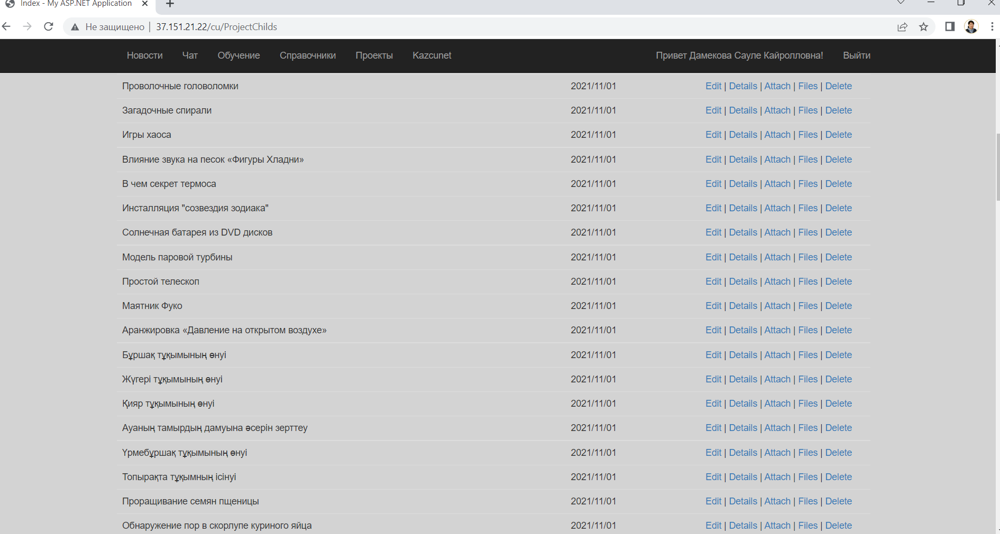 Index - My ASP.NET Application
Не защищено | 37.151.21.22/cu/ProjectChilds
Новости Чат Обучение Справочники Проекты Kazcunet Привет Дамекова Сауле Кайролловна! Выйти
Проволочные головоломки 2021/11/01 Edit | Details | Attach | Files | Delete
Загадочные спирали 2021/11/01 Edit | Details | Attach | Files | Delete
Игры хаоса 2021/11/01 Edit | Details | Attach | Files | Delete
Влияние звука на песок «Фигуры Хладни» 2021/11/01 Edit | Details | Attach | Files | Delete
В чем секрет термоса 2021/11/01 Edit | Details | Attach | Files | Delete
Инсталляция "созвездия зодиака" 2021/11/01 Edit | Details | Attach | Files | Delete
Солнечная батарея из DVD дисков 2021/11/01 Edit | Details | Attach | Files | Delete
Модель паровой турбины 2021/11/01 Edit | Details | Attach | Files | Delete
Простой телескоп 2021/11/01 Edit | Details | Attach | Files | Delete
Маятник Фуко 2021/11/01 Edit | Details | Attach | Files | Delete
Аранжировка «Давление на открытом воздухе» 2021/11/01 Edit | Details | Attach | Files | Delete
Бұршақ тұқымының өнуі 2021/11/01 Edit | Details | Attach | Files | Delete
Жүгері тұқымының өнуі 2021/11/01 Edit | Details | Attach | Files | Delete
Қияр тұқымының өнуі 2021/11/01 Edit | Details | Attach | Files | Delete
Ауаның тамырдың дамуына әсерін зерттеу 2021/11/01 Edit | Details | Attach | Files | Delete
Үрмебұршақ тұқымының өнуі 2021/11/01 Edit | Details | Attach | Files | Delete
Топырақта тұқымның ісінуі 2021/11/01 Edit | Details | Attach | Files | Delete
Проращивание семян пщеницы 2021/11/01 Edit | Details | Attach | Files | Delete
Обнаружение пор в скорлупе куриного яйца 2021/11/01 Edit | Details | Attach | Files | Delete